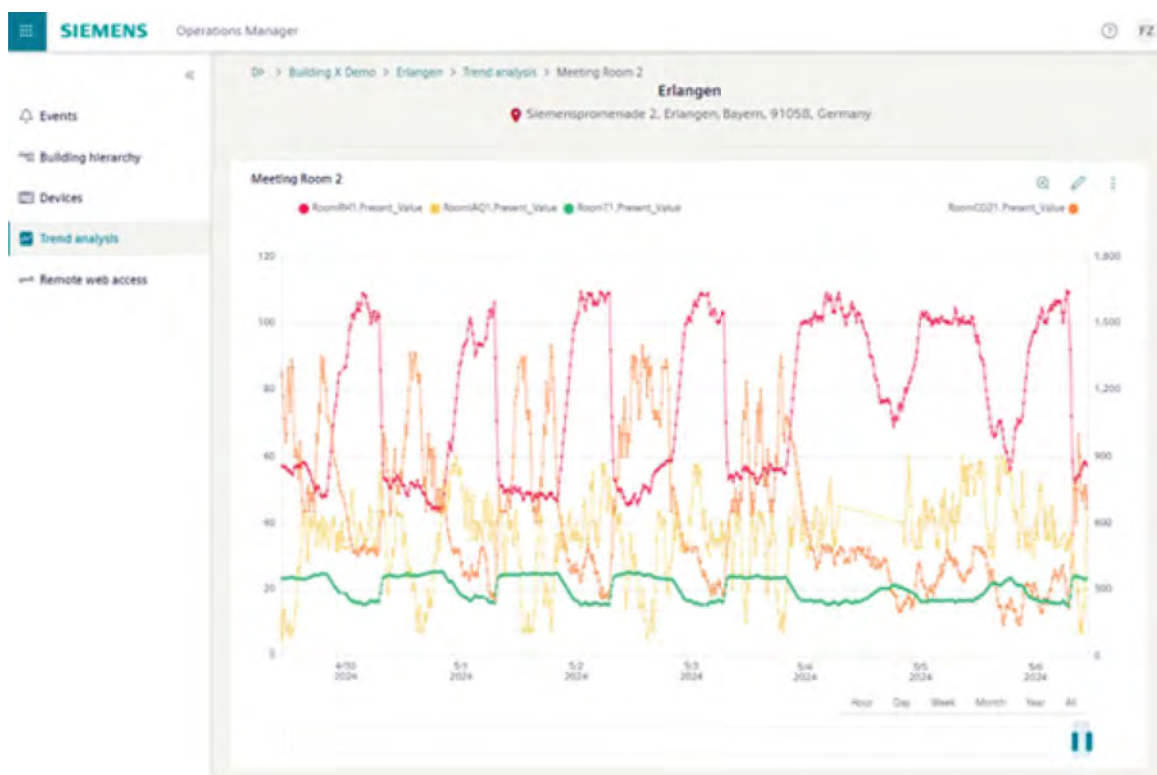 SIEMENS Operations Manager FZ
> Building X Demo > Erlangen > Trend analysis > Meeting Room 2
Erlangen
Siemenspromenade 2, Erlangen, Bayern, 91058, Germany
Events
Building hierarchy
Devices
Trend analysis
Remote web access
Meeting Room 2
RoomRH1.Present_Value RoomIAQ1.Present_Value RoomT1.Present_Value RoomCO21.Present_Value
120 1,800
100 1,500
80 1,200
60 900
40 600
20 300
0 0
4/30 5/1 5/2 5/3 5/4 5/5 5/6
2024 2024 2024 2024 2024 2024 2024
Hour Day Week Month Year All